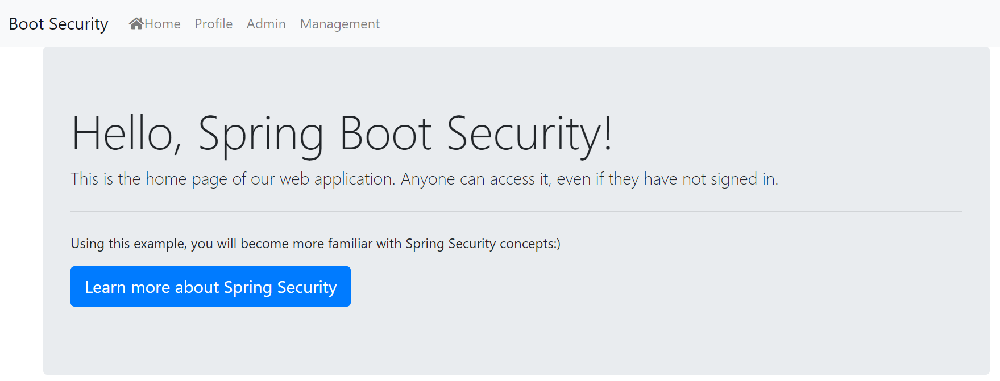 Boot Security Home Profile Admin Management
Hello, Spring Boot Security!
This is the home page of our web application. Anyone can access it, even if they have not signed in.
Using this example, you will become more familiar with Spring Security concepts:)
Learn more about Spring Security